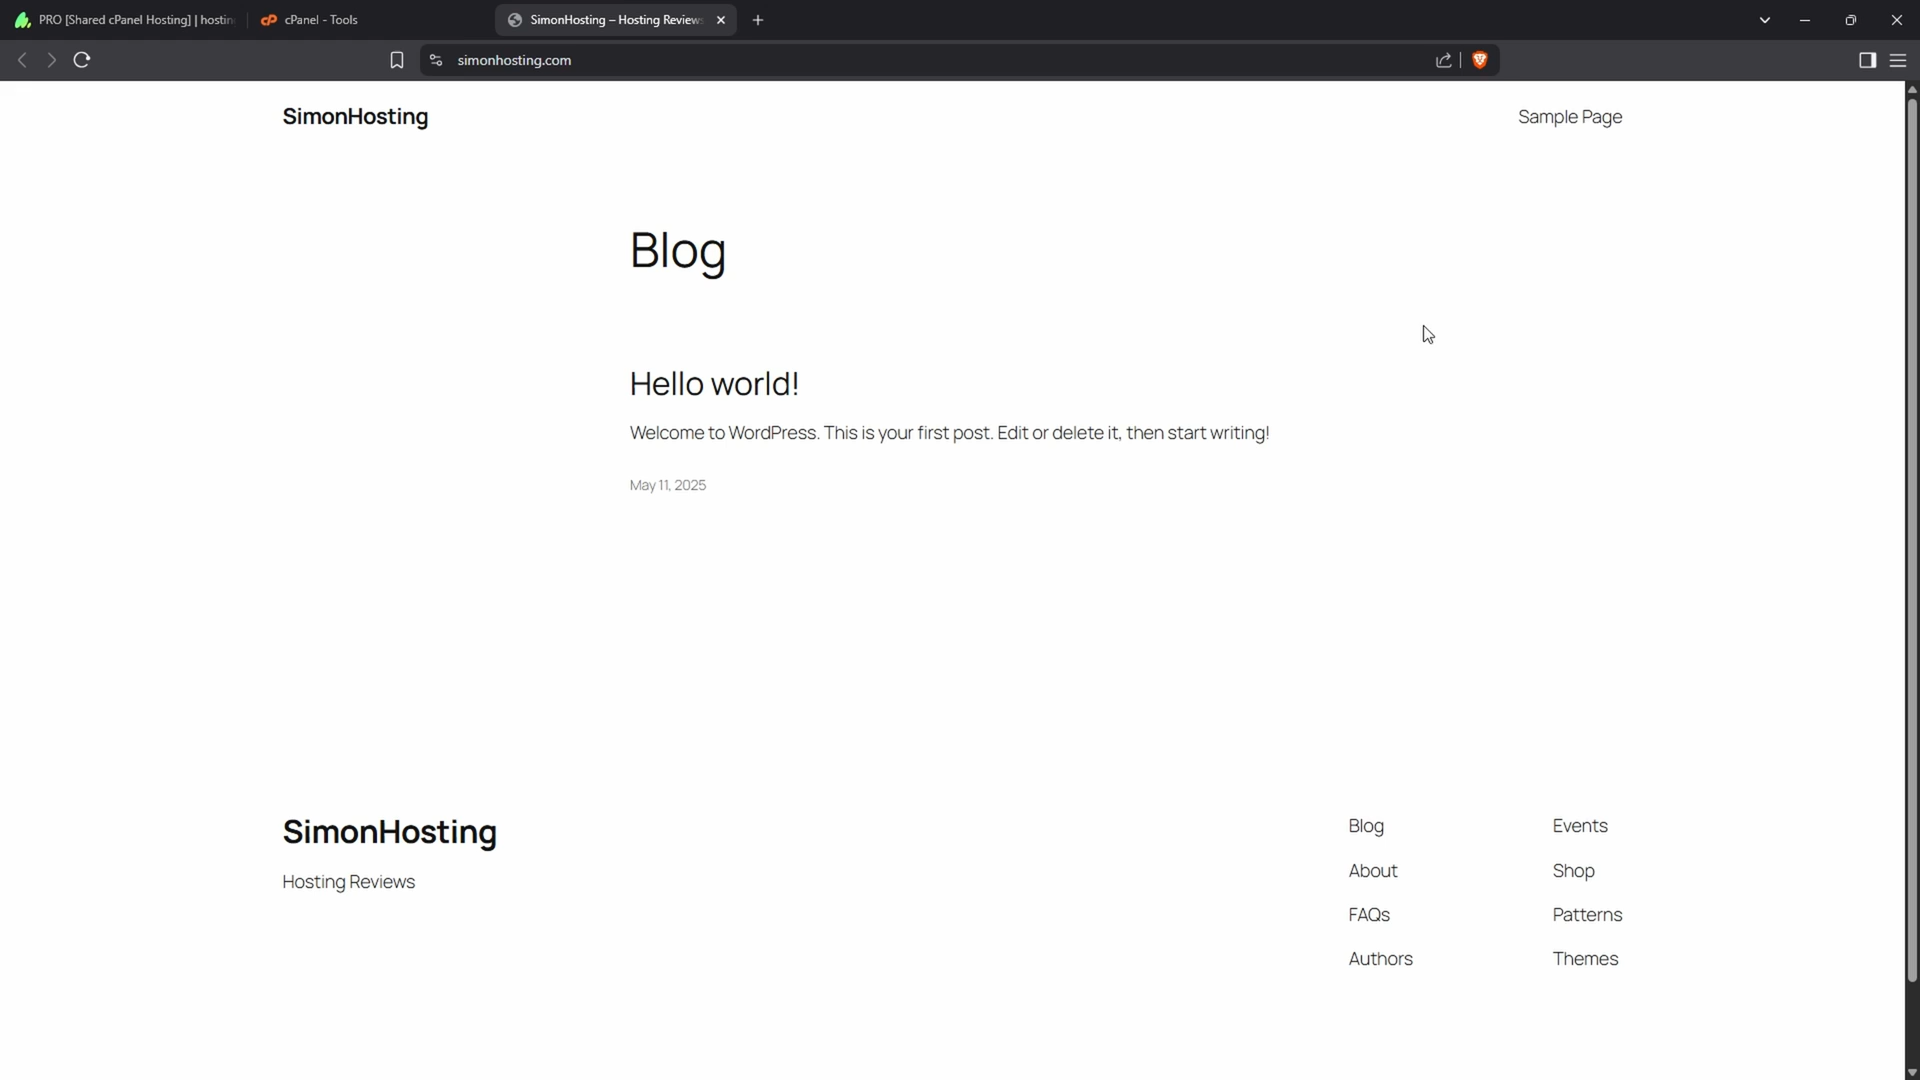 PRO [Shared cPanel Hosting] | hostin
cPanel - Tools
SimonHosting – Hosting Reviews
simonhosting.com
SimonHosting
Sample Page
Blog
Hello world!
Welcome to WordPress. This is your first post. Edit or delete it, then start writing!
May 11, 2025
SimonHosting
Hosting Reviews
Blog
About
FAQs
Authors
Events
Shop
Patterns
Themes